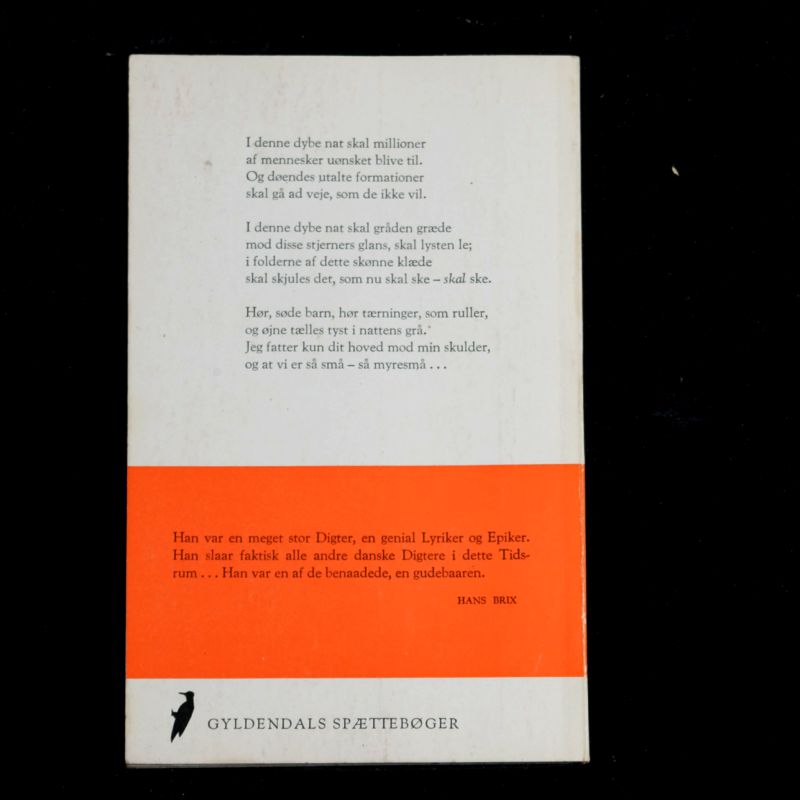 I denne dybe nat skal millioner
af mennesker uønsket blive til.
Og døendes utalte formationer
skal gå ad veje, som de ikke vil.
I denne dybe nat skal gråden græde
mod disse stjerners glans, skal lysten le;
i folderne af dette skønne klæde
skal skjules det, som nu skal ske – skal ske.
Hør, søde barn, hør tærninger, som ruller,
og øjne tælles tyst i nattens grå.
Jeg fatter kun dit hoved mod min skulder,
og at vi er så små – så myresmå . . .
Han var en meget stor Digter, en genial Lyriker og Epiker.
Han slaar faktisk alle andre danske Digtere i dette Tids-
rum . . . Han var en af de benaadede, en gudebaaren.
HANS BRIX
GYLDENDALS SPÆTTEBØGER